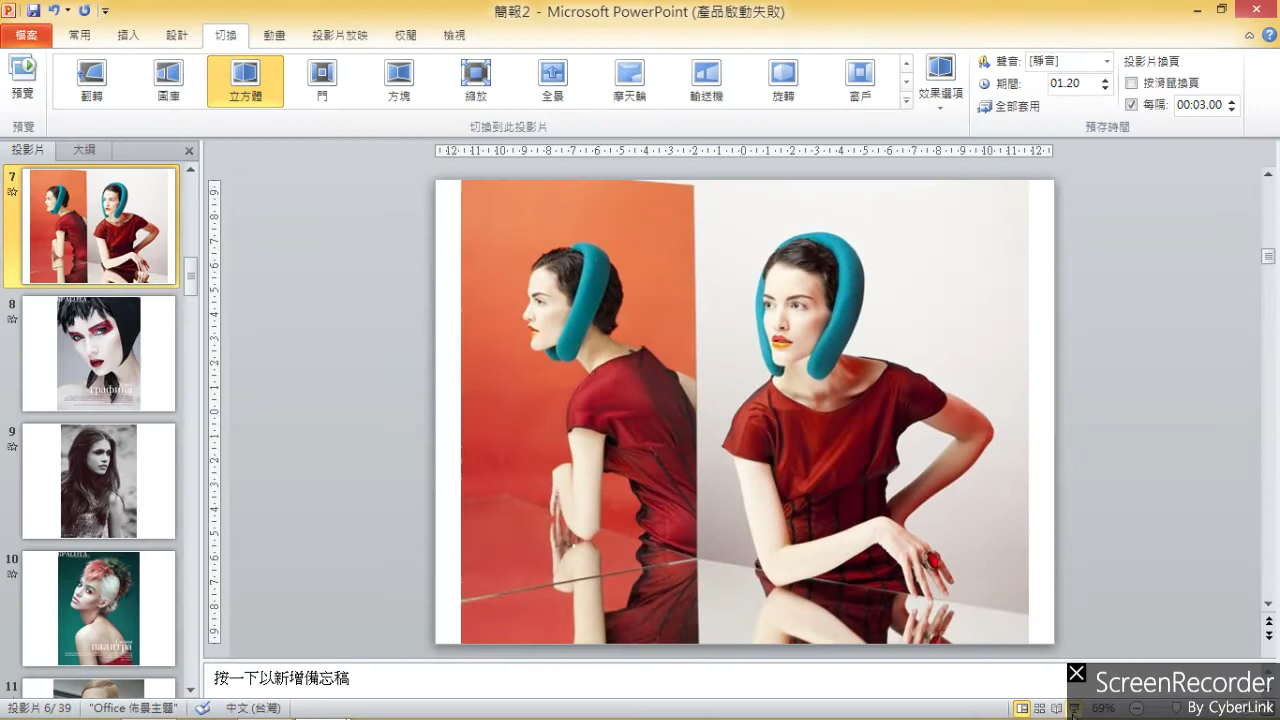 簡報2 - Microsoft PowerPoint (產品啟動失敗)
檔案 常用 插入 設計 切換 動畫 投影片放映 校閱 檢視
預覽 翻轉 圖庫 立方體 門 方塊 縮放 全景 摩天輪 輸送機 旋轉 窗戶 效果選項
聲音: [靜音] 投影片換頁
期間: 01.20 按滑鼠換頁
全部套用 每隔: 00:03.00
預覽 切換到此投影片 預存時間
投影片 大綱
7
8
графика
9
10
палитра
11
按一下以新增備忘稿
投影片 6/39 "Office 佈景主題" 中文 (台灣) 69%
ScreenRecorder
By CyberLink